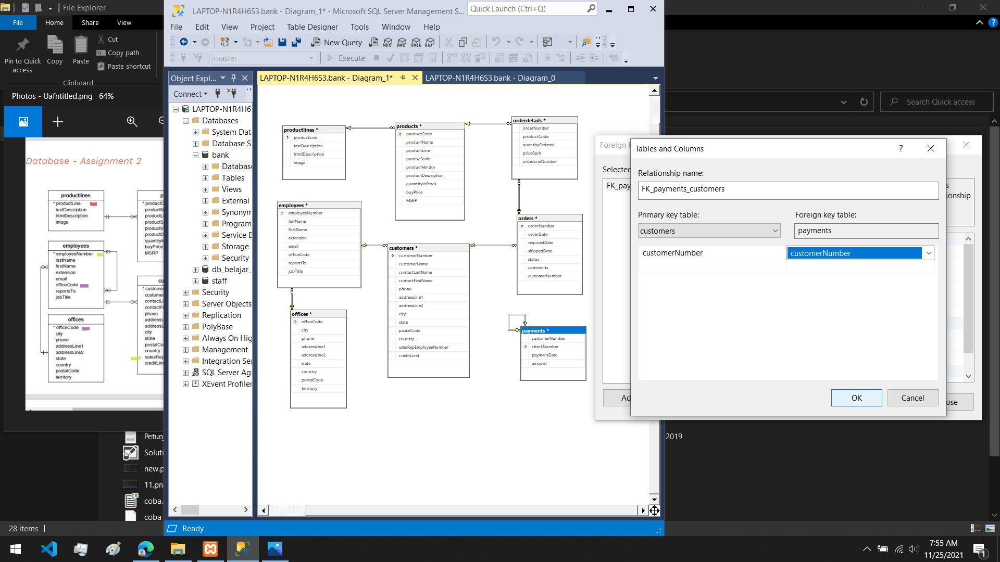 File Explorer
LAPTOP-N1R4H6S3.bank - Diagram_1* - Microsoft SQL Server Management S...
Quick Launch (Ctrl+Q)
File
Home
Share
View
File
Edit
View
Project
Table Designer
Tools
Window
Help
Pin to Quick access
Copy
Paste
Cut
Copy path
Paste shortcut
Clipboard
New Query
MDX
DMX
XMLA
DAX
master
Execute
Photos - Uafntitled.png 64%
Database - Assignment 2
productlines
* productLine
textDescription
htmlDescription
image
employees
* employeeNumber
lastName
firstName
extension
email
officeCode
reportsTo
jobTitle
offices
* officeCode
city
phone
addressLine1
addressLine2
state
country
postalCode
territory
p
* productC
productN
productLi
productS
productV
productD
quantityIn
buyPrice
MSRP
cu
* custome
custome
contactLa
contactFi
phone
addressL
addressL
city
state
postalCo
country
salesRep
creditLim
Object Expl...
Connect
LAPTOP-N1R4H6
Databases
System Dat
Database S
bank
Databas
Tables
Views
External
Synonym
Program
Service E
Storage
Security
db_belajar_
staff
Security
Server Objects
Replication
PolyBase
Always On Hig
Management
Integration Ser
SQL Server Ag
XEvent Profiler
LAPTOP-N1R4H6S3.bank - Diagram_1*
LAPTOP-N1R4H6S3.bank - Diagram_0
productlines *
productLine
textDescription
htmlDescription
image
products *
productCode
productName
productLine
producScale
productVendor
productDescription
quantityInStock
buyPrice
MSRP
orderdetails *
orderNumber
productCode
quantityOrdered
priceEach
orderLineNumber
employees *
employeeNumber
lastName
firstName
extension
email
officeCode
reportsTo
jobTitle
customers *
customerNumber
customerName
contactLastName
contactFirstName
phone
addressLine1
addressLine2
city
state
postalCode
country
salesRepEmployeeNumber
creditLimit
orders *
orderNumber
orderDate
requiredDate
shippedDate
status
comments
customerNumber
offices *
officeCode
city
phone
addressLine1
addressLine2
state
country
postalCode
territory
payments *
customerNumber
checkNumber
paymentDate
amount
Search Quick access
Foreign K
Selected
FK_pay
s
ionship
Ad
ose
Tables and Columns
?
Relationship name:
FK_payments_customers
Primary key table:
Foreign key table:
customers
payments
customerNumber
customerNumber
OK
Cancel
Petun
Soluti
new.p
11.pn
coba.
coba
2019
28 items
Ready
7:55 AM
11/25/2021
1